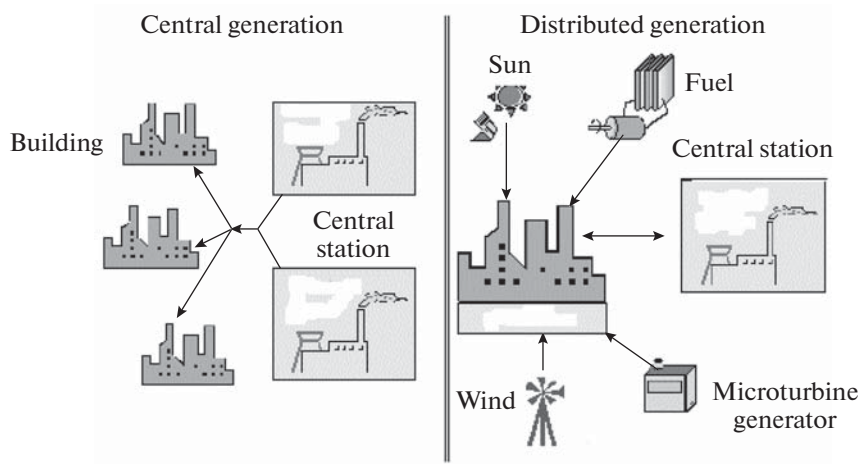 Central generation
Building
Central
station
Distributed generation
Sun
Fuel
Central station
Wind
Microturbine
generator